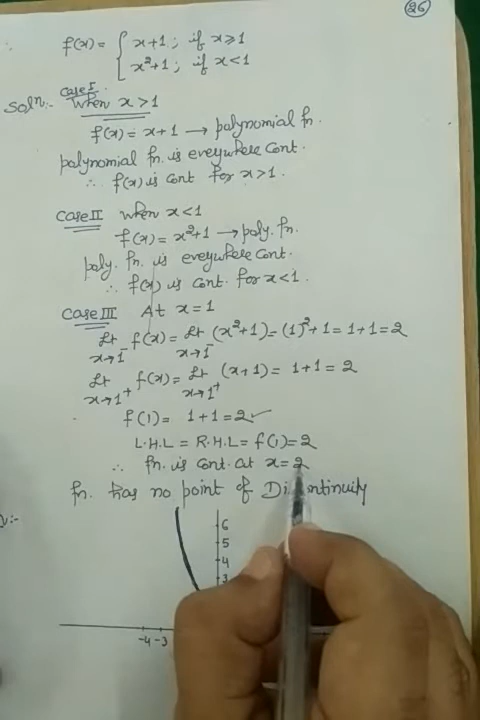 26
f(x) = { x+1 ; if x ≥ 1
x²+1 ; if x < 1
Case I
Soln:- When x > 1
f(x) = x+1 → polynomial fn.
polynomial fn. is eveywhere cont.
∴ f(x) is cont for x > 1.
Case II when x < 1
f(x) = x²+1 → poly. fn.
poly. fn. is eveywhere cont.
∴ f(x) is cont. for x < 1.
Case III At x = 1
Lt x→1⁻ f(x) = Lt x→1⁻ (x²+1) = (1)²+1 = 1+1 = 2
Lt x→1⁺ f(x) = Lt x→1⁺ (x+1) = 1+1 = 2
f(1) = 1+1 = 2 ✓
L.H.L = R.H.L = f(1) = 2
∴ fn. is cont. at x = 2
fn. has no point of Discontinuity
6
5
4
3
-4 -3